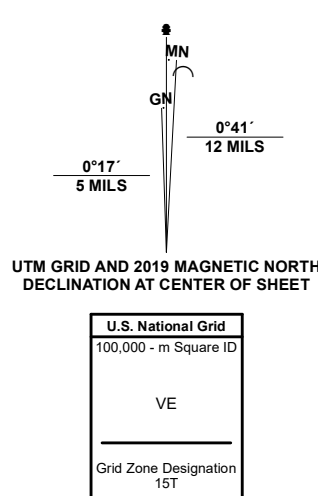 MN
GN
0°41´
12 MILS
0°17´
5 MILS
UTM GRID AND 2019 MAGNETIC NORTH
DECLINATION AT CENTER OF SHEET
U.S. National Grid
100,000 - m Square ID
VE
Grid Zone Designation
15T